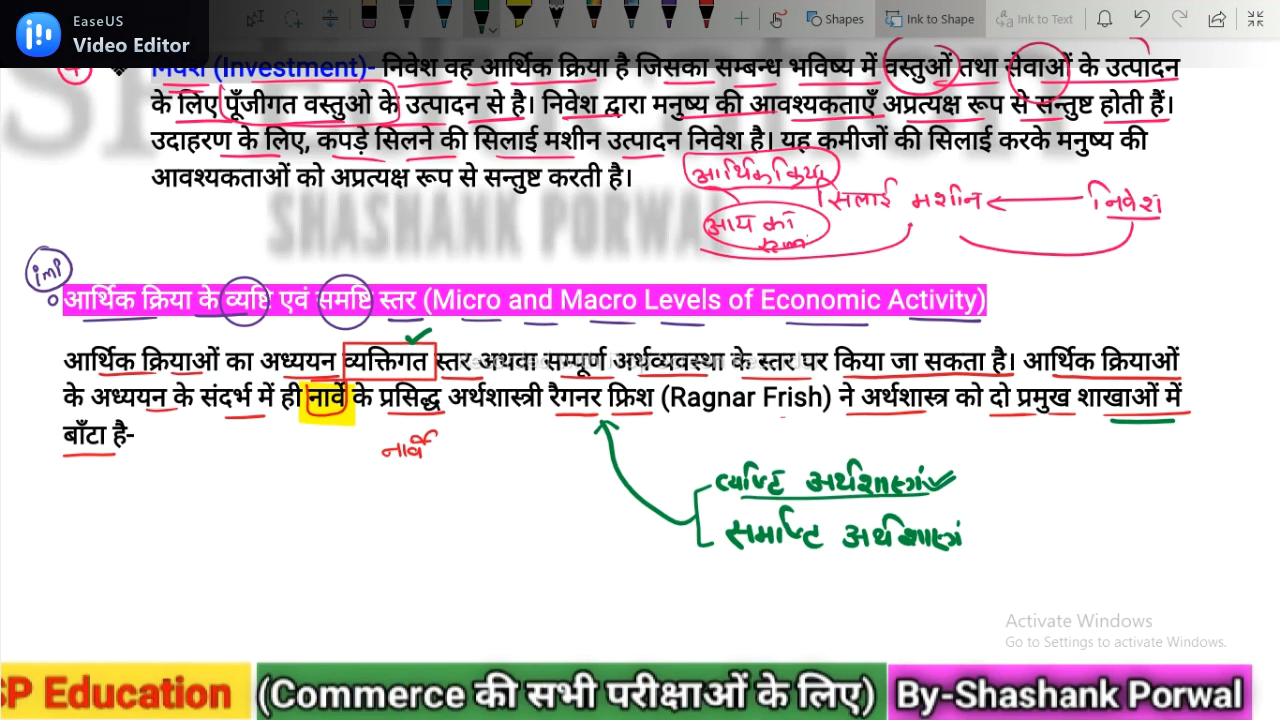 EaseUS
Video Editor
Shapes
Ink to Shape
Ink to Text
निवेश (Investment)- निवेश वह आर्थिक क्रिया है जिसका सम्बन्ध भविष्य में वस्तुओं तथा सेवाओं के उत्पादन
के लिए पूँजीगत वस्तुओ के उत्पादन से है। निवेश द्वारा मनुष्य की आवश्यकताएँ अप्रत्यक्ष रूप से सन्तुष्ट होती हैं।
उदाहरण के लिए, कपड़े सिलने की सिलाई मशीन उत्पादन निवेश है। यह कमीजों की सिलाई करके मनुष्य की
आवश्यकताओं को अप्रत्यक्ष रूप से सन्तुष्ट करती है।
आर्थिक क्रिया
सिलाई मशीन
निवेश
आय का
SHASHANK PORWAL
imp
आर्थिक क्रिया के व्यष्टि एवं समष्टि स्तर (Micro and Macro Levels of Economic Activity)
आर्थिक क्रियाओं का अध्ययन व्यक्तिगत स्तर अथवा सम्पूर्ण अर्थव्यवस्था के स्तर पर किया जा सकता है। आर्थिक क्रियाओं
के अध्ययन के संदर्भ में ही नार्वे के प्रसिद्ध अर्थशास्त्री रैगनर फ्रिश (Ragnar Frish) ने अर्थशास्त्र को दो प्रमुख शाखाओं में
बाँटा है-
नार्वे
व्यष्टि अर्थशास्त्र
समष्टि अर्थशास्त्र
Activate Windows
Go to Settings to activate Windows.
SP Education
(Commerce की सभी परीक्षाओं के लिए)
By-Shashank Porwal